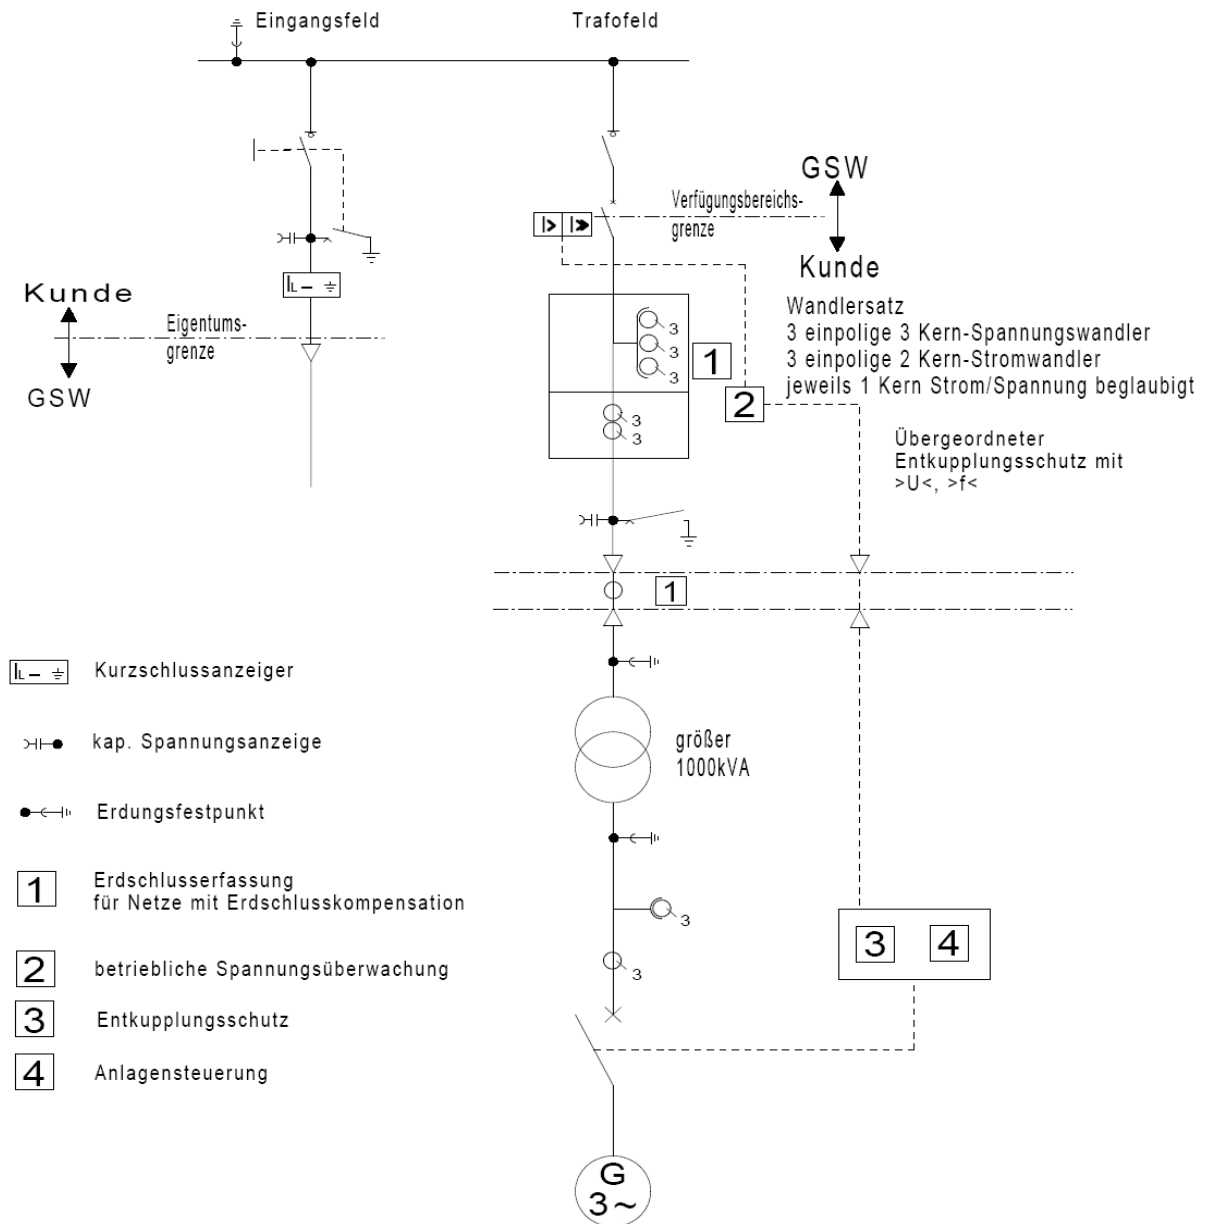 Eingangsfeld
Trafofeld
GSW
Verfügungsbereichs-
grenze
I> I>>
Kunde
Kunde
Eigentums-
grenze
GSW
IL
Wandlersatz
3 einpolige 3 Kern-Spannungswandler
3 einpolige 2 Kern-Stromwandler
jeweils 1 Kern Strom/Spannung beglaubigt
3
3
3
1
2
3
3
Übergeordneter
Entkupplungsschutz mit
>U<, >f<
1
IL Kurzschlussanzeiger
kap. Spannungsanzeige
größer
1000kVA
Erdungsfestpunkt
1 Erdschlusserfassung
für Netze mit Erdschlusskompensation
2 betriebliche Spannungsüberwachung
3 Entkupplungsschutz
4 Anlagensteuerung
3
3
3 4
G
3~